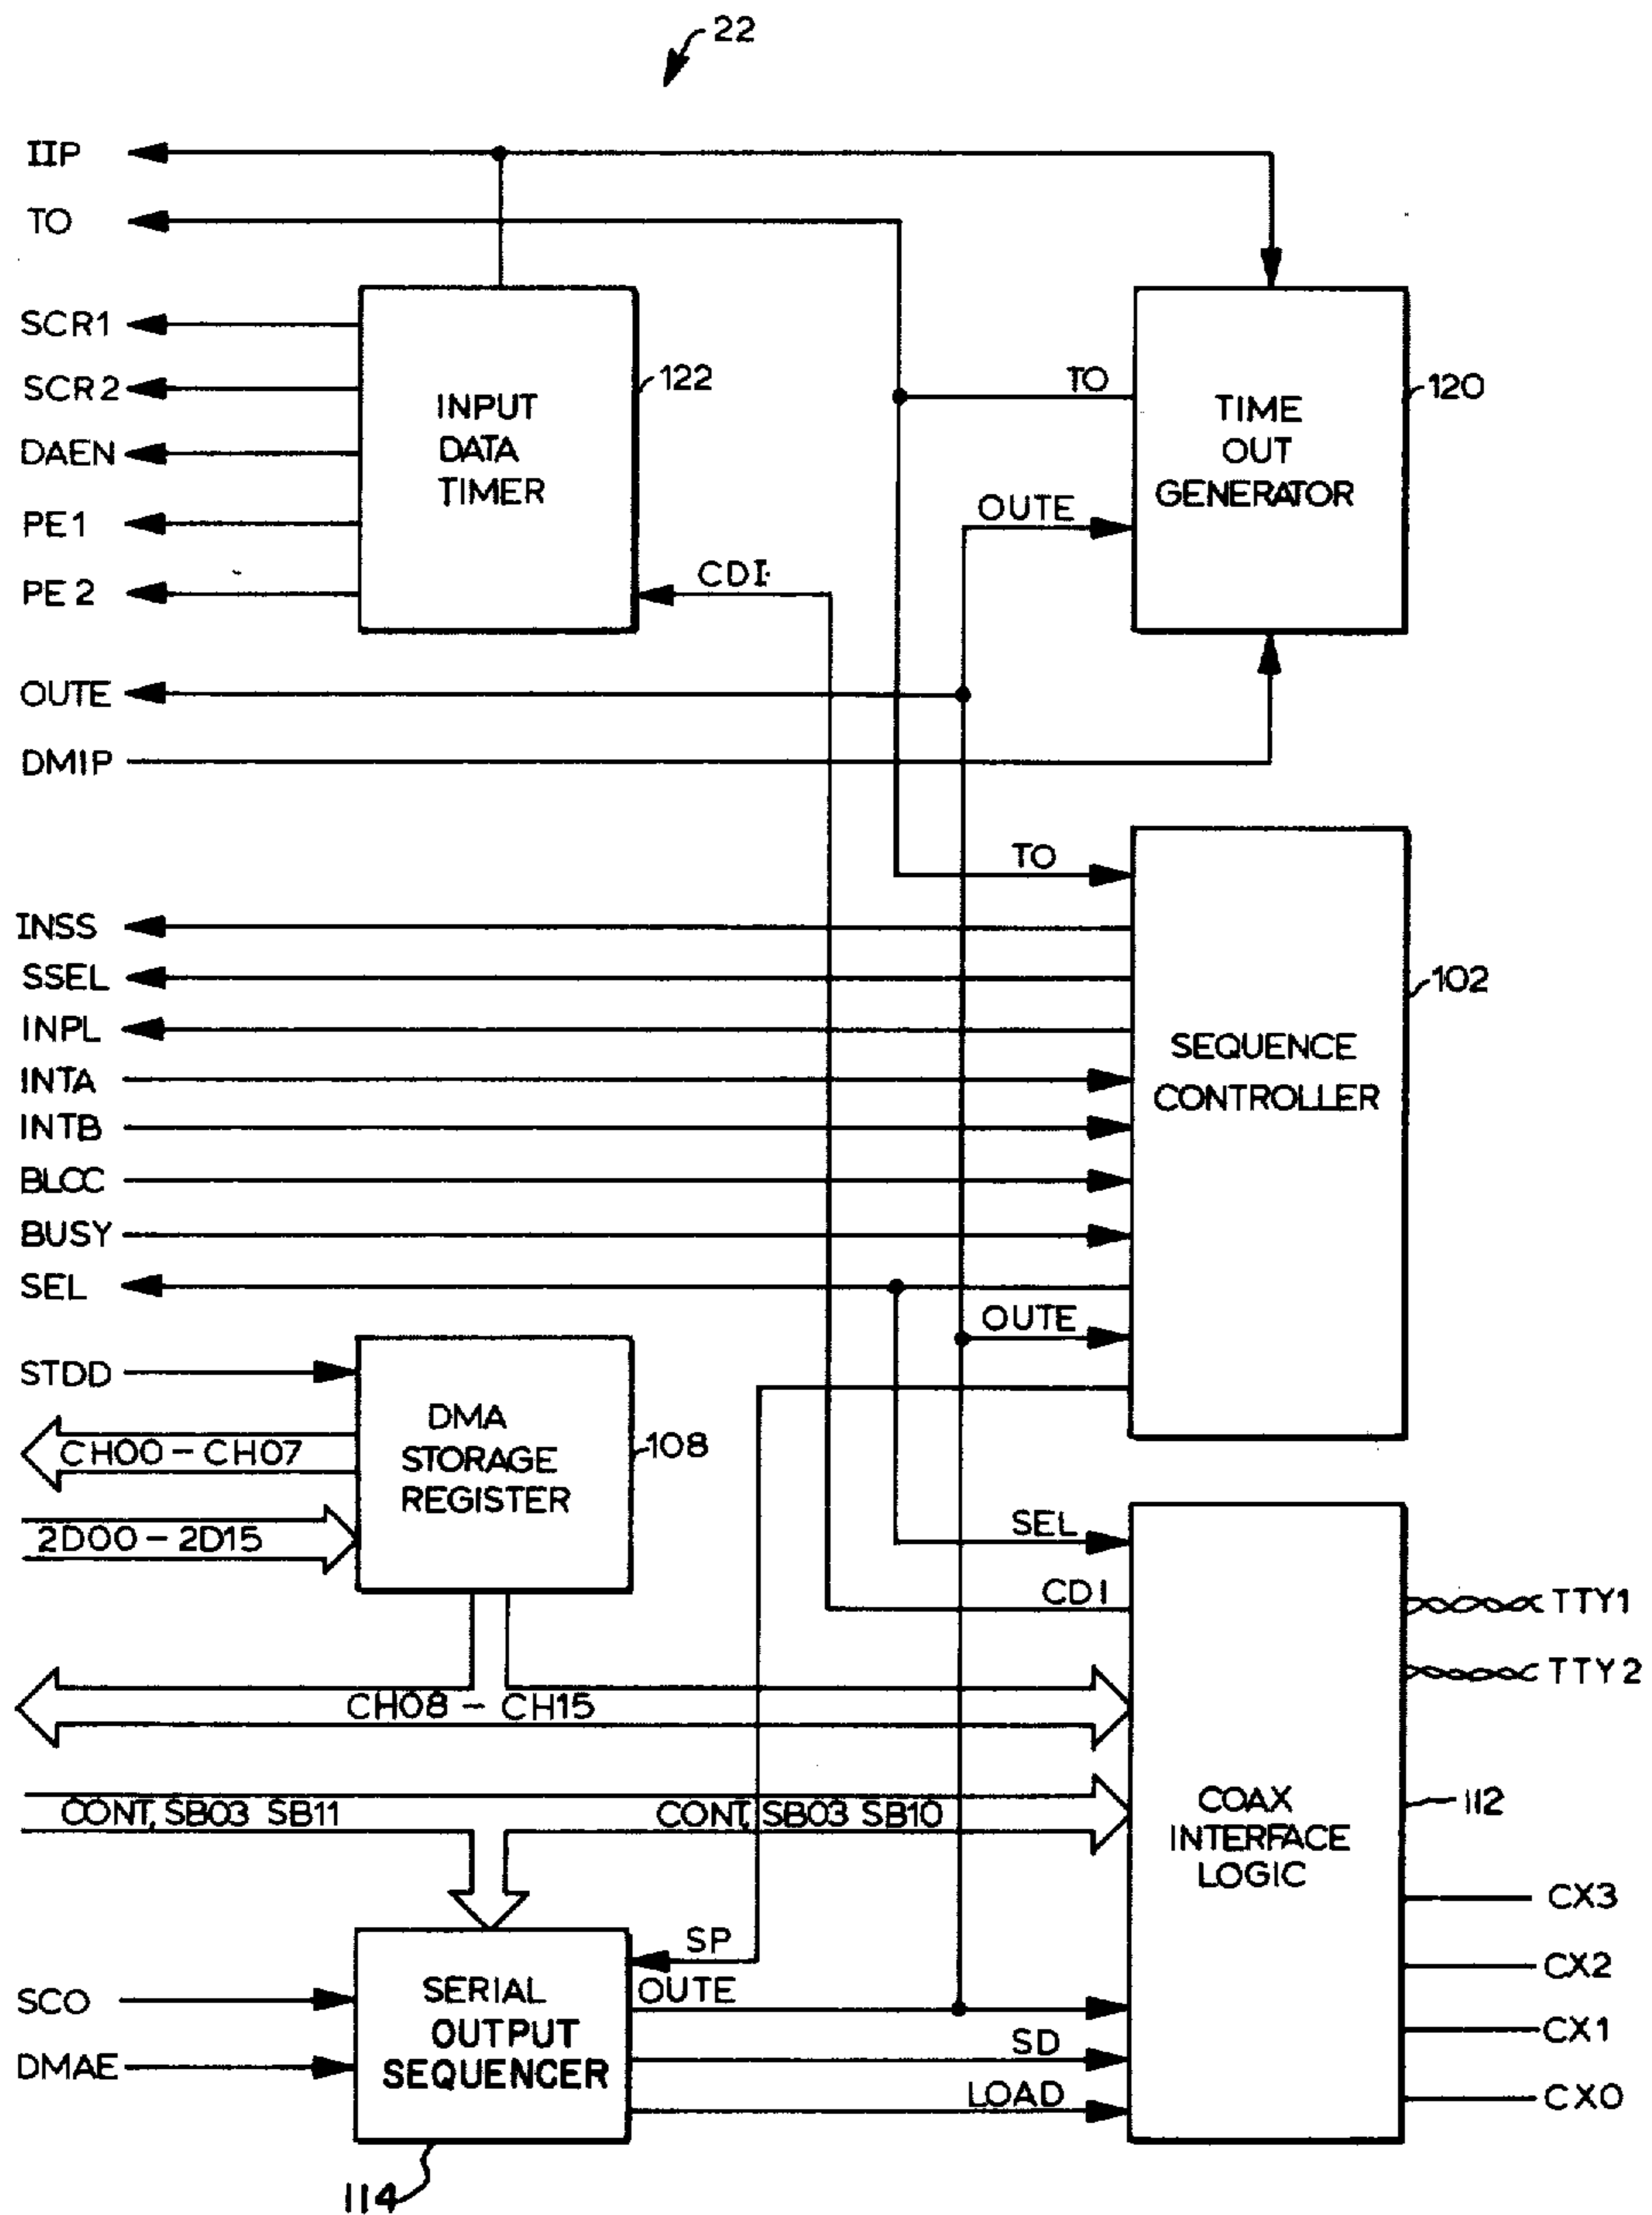 22
IIP
TO
SCR1
SCR2
DAEN
PE1
PE2
OUTE
DMIP
INPUT
DATA
TIMER
122
CDI
TO
OUTE
TIME
OUT
GENERATOR
120
TO
INSS
SSEL
INPL
INTA
INTB
BLOC
BUSY
SEL
OUTE
SEQUENCE
CONTROLLER
102
STDD
CH00 – CH07
2D00 – 2D15
DMA
STORAGE
REGISTER
108
SEL
CDI
TTY1
TTY2
CH08 – CH15
CONT, SB03 SB11
CONT, SB03 SB10
COAX
INTERFACE
LOGIC
112
CX3
CX2
CX1
CX0
SP
OUTE
SD
LOAD
SCO
DMAE
SERIAL
OUTPUT
SEQUENCER
114